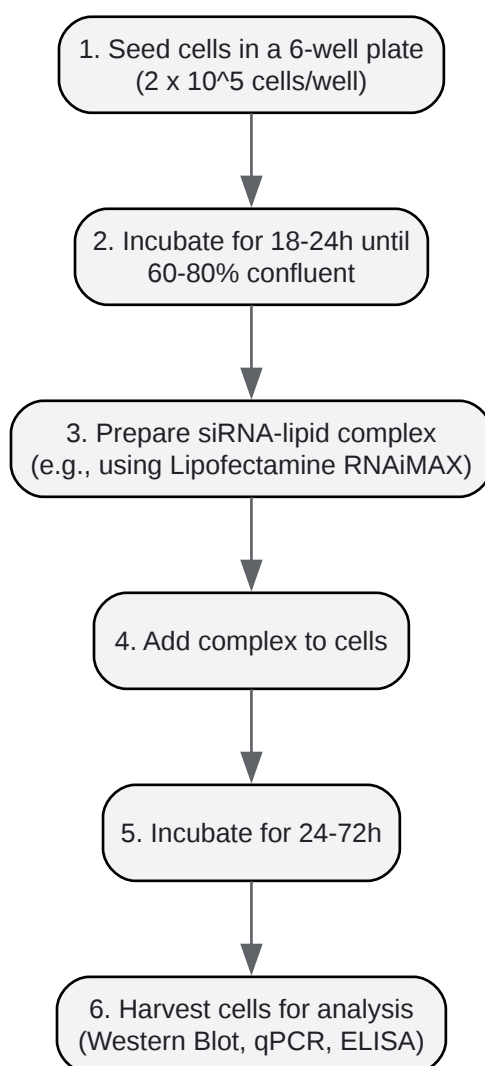 1. Seed cells in a 6-well plate
(2 x 10^5 cells/well)
2. Incubate for 18-24h until
60-80% confluent
3. Prepare siRNA-lipid complex
(e.g., using Lipofectamine RNAiMAX)
4. Add complex to cells
5. Incubate for 24-72h
6. Harvest cells for analysis
(Western Blot, qPCR, ELISA)